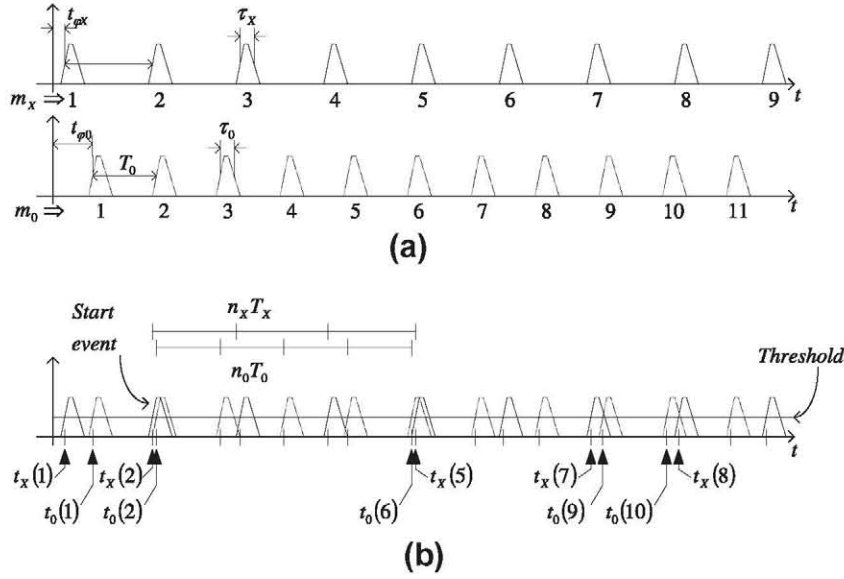 t_φX τ_X
m_X ⇒ 1 2 3 4 5 6 7 8 9 t
t_φ0 T_0 τ_0
m_0 ⇒ 1 2 3 4 5 6 7 8 9 10 11 t
(a)
Start event
n_X T_X
n_0 T_0
Threshold
t
t_X(1) t_X(2) t_X(5) t_X(7) t_X(8)
t_0(1) t_0(2) t_0(6) t_0(9) t_0(10)
(b)